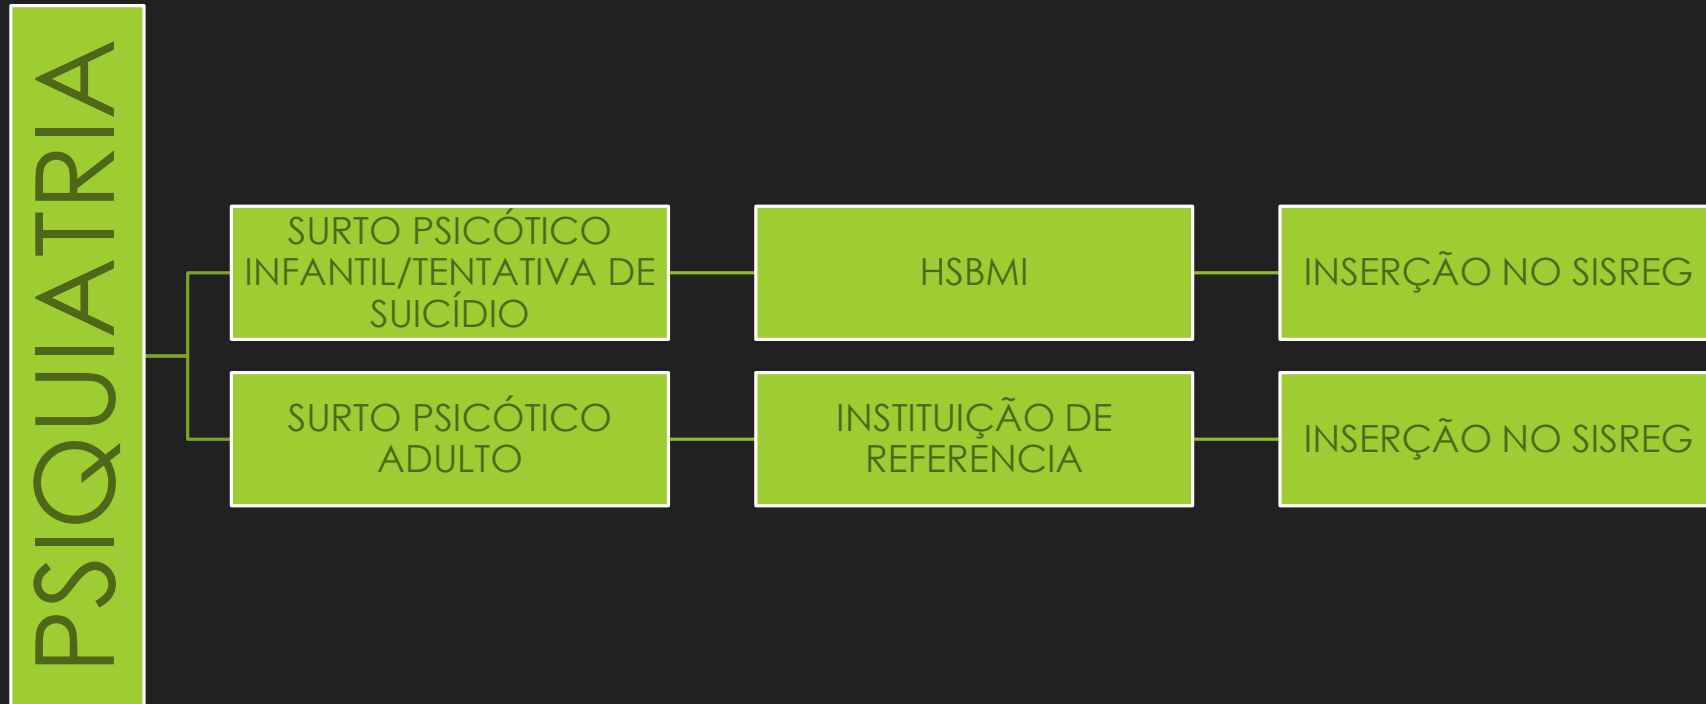 PSIQUIATRIA
SURTO PSICÓTICO
INFANTIL/TENTATIVA DE
SUICÍDIO
HSBMI
INSERÇÃO NO SISREG
SURTO PSICÓTICO
ADULTO
INSTITUIÇÃO DE
REFERENCIA
INSERÇÃO NO SISREG